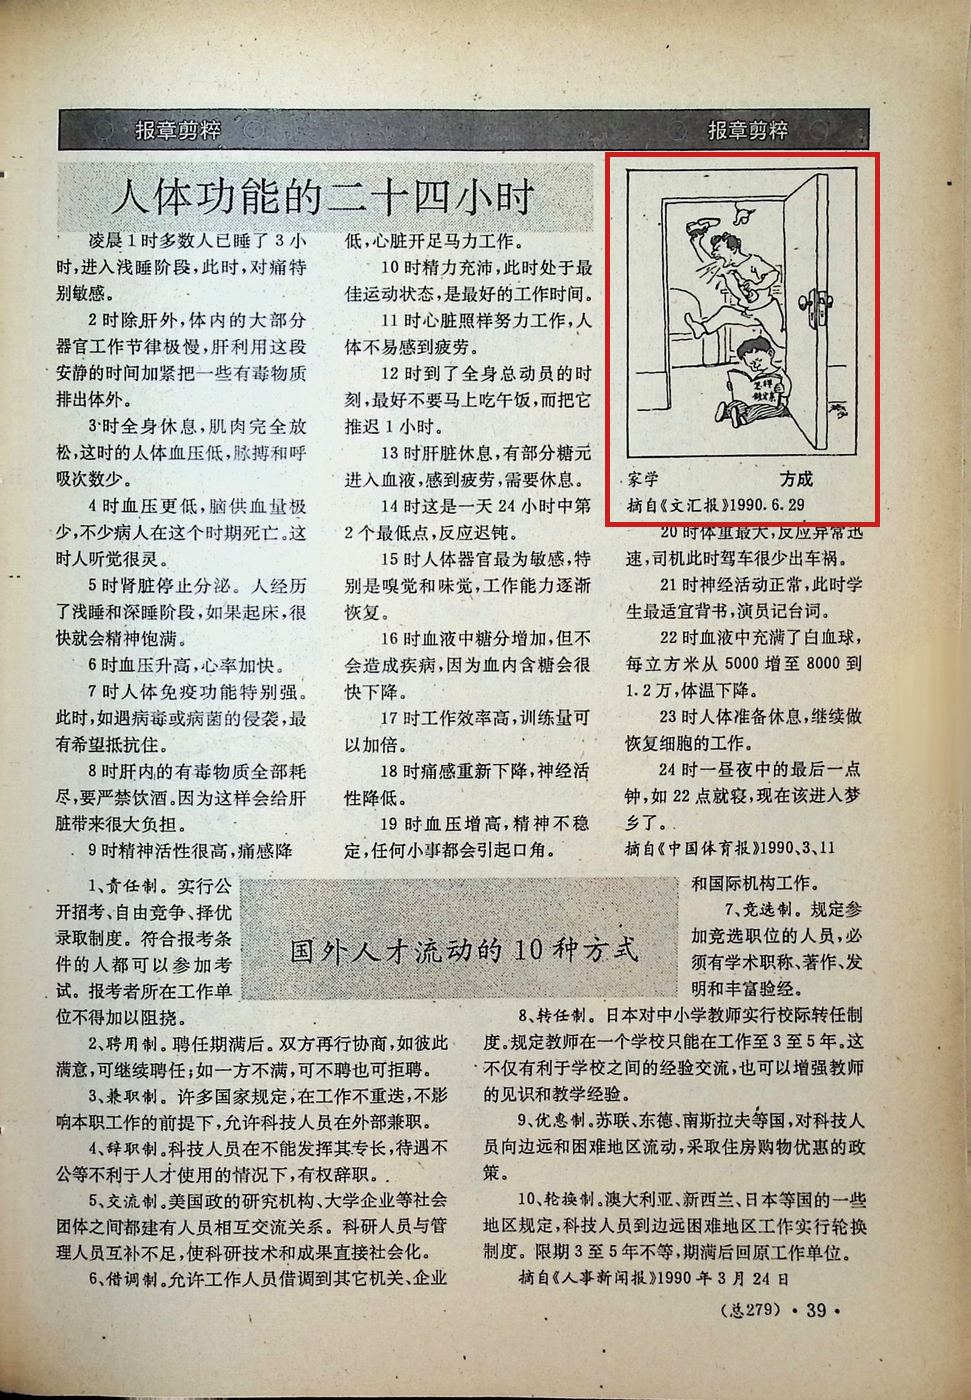 报章剪粹
报章剪粹
人体功能的二十四小时
凌晨1时多数人已睡了3小
时,进入浅睡阶段,此时,对痛特
别敏感。
2时除肝外,体内的大部分
器官工作节律极慢,肝利用这段
安静的时间加紧把一些有毒物质
排出体外。
3时全身休息,肌肉完全放
松,这时的人体血压低,脉搏和呼
吸次数少。
4时血压更低,脑供血量极
少,不少病人在这个时期死亡。这
时人听觉很灵。
5时肾脏停止分泌。人经历
了浅睡和深睡阶段,如果起床,很
快就会精神饱满。
6时血压升高,心率加快。
7时人体免疫功能特别强。
此时,如遇病毒或病菌的侵袭,最
有希望抵抗住。
8时肝内的有毒物质全部耗
尽,要严禁饮酒。因为这样会给肝
脏带来很大负担。
9时精神活性很高,痛感降
低,心脏开足马力工作。
10时精力充沛,此时处于最
佳运动状态,是最好的工作时间。
11时心脏照样努力工作,人
体不易感到疲劳。
12时到了全身总动员的时
刻,最好不要马上吃午饭,而把它
推迟1小时。
13时肝脏休息,有部分糖元
进入血液,感到疲劳,需要休息。
14时这是一天24小时中第
2个最低点,反应迟钝。
15时人体器官最为敏感,特
别是嗅觉和味觉,工作能力逐渐
恢复。
16时血液中糖分增加,但不
会造成疾病,因为血内含糖会很
快下降。
17时工作效率高,训练量可
以加倍。
18时痛感重新下降,神经活
性降低。
19时血压增高,精神不稳
定,任何小事都会引起口角。
怎样
做父亲
家学 方成
摘自《文汇报》1990.6.29
20时体重最大,反应异常迅
速,司机此时驾车很少出车祸。
21时神经活动正常,此时学
生最适宜背书,演员记台词。
22时血液中充满了白血球,
每立方米从5000增至8000到
1.2万,体温下降。
23时人体准备休息,继续做
恢复细胞的工作。
24时一昼夜中的最后一点
钟,如22点就寝,现在该进入梦
乡了。
摘自《中国体育报》1990、3、11
国外人才流动的10种方式
1、责任制。实行公
开招考、自由竞争、择优
录取制度。符合报考条
件的人都可以参加考
试。报考者所在工作单
位不得加以阻挠。
2、聘用制。聘任期满后。双方再行协商,如彼此
满意,可继续聘任;如一方不满,可不聘也可拒聘。
3、兼职制。许多国家规定,在工作不重迭,不影
响本职工作的前提下,允许科技人员在外部兼职。
4、辞职制。科技人员在不能发挥其专长,待遇不
公等不利于人才使用的情况下,有权辞职。
5、交流制。美国政的研究机构、大学企业等社会
团体之间都建有人员相互交流关系。科研人员与管
理人员互补不足,使科研技术和成果直接社会化。
6、借调制。允许工作人员借调到其它机关、企业
和国际机构工作。
7、竞选制。规定参
加竞选职位的人员,必
须有学术职称、著作、发
明和丰富验经。
8、转任制。日本对中小学教师实行校际转任制
度。规定教师在一个学校只能在工作至3至5年。这
不仅有利于学校之间的经验交流,也可以增强教师
的见识和教学经验。
9、优惠制。苏联、东德、南斯拉夫等国,对科技人
员向边远和困难地区流动,采取住房购物优惠的政
策。
10、轮换制。澳大利亚、新西兰、日本等国的一些
地区规定,科技人员到边远困难地区工作实行轮换
制度。限期3至5年不等,期满后回原工作单位。
摘自《人事新闻报》1990年3月24日
(总279)·39·